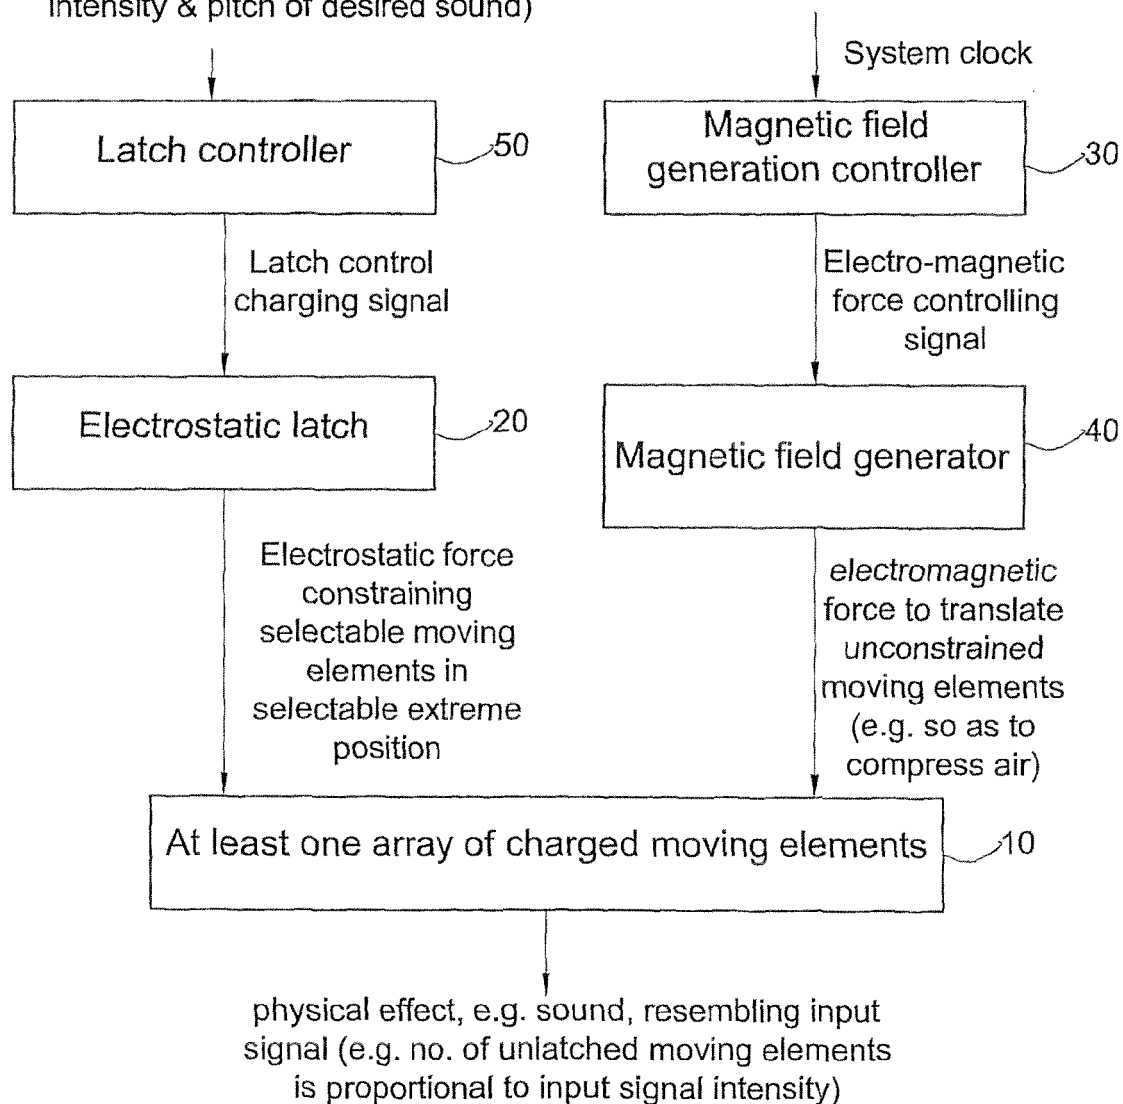 intensity & pitch of desired sound)
System clock
Latch controller
50
Magnetic field
generation controller
30
Latch control
charging signal
Electro-magnetic
force controlling
signal
Electrostatic latch
20
Magnetic field generator
40
Electrostatic force
constraining
selectable moving
elements in
selectable extreme
position
electromagnetic
force to translate
unconstrained
moving elements
(e.g. so as to
compress air)
At least one array of charged moving elements
10
physical effect, e.g. sound, resembling input
signal (e.g. no. of unlatched moving elements
is proportional to input signal intensity)